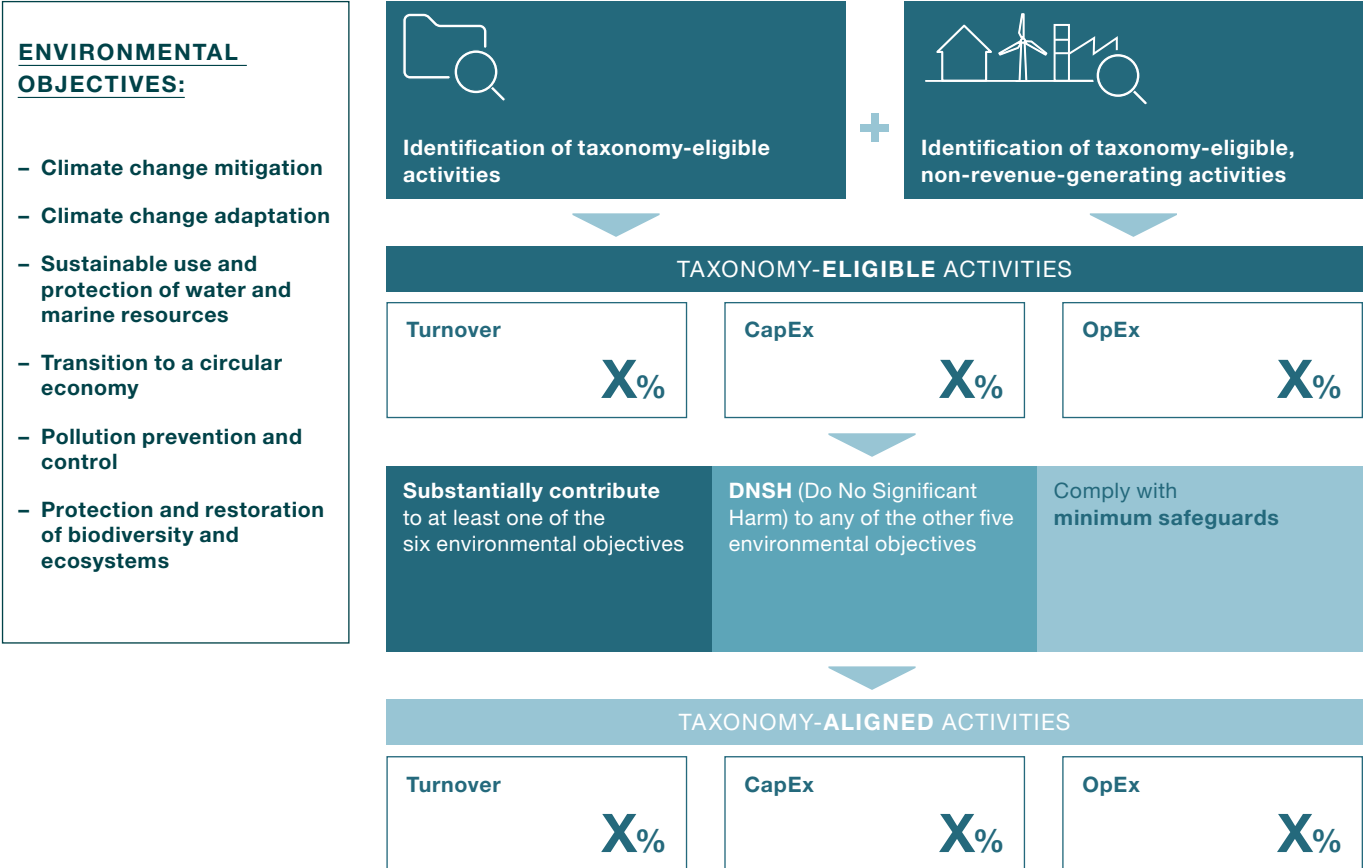 ENVIRONMENTAL
OBJECTIVES:
– Climate change mitigation
– Climate change adaptation
– Sustainable use and
protection of water and
marine resources
– Transition to a circular
economy
– Pollution prevention and
control
– Protection and restoration
of biodiversity and
ecosystems
Identification of taxonomy-eligible
activities
+
Identification of taxonomy-eligible,
non-revenue-generating activities
TAXONOMY-ELIGIBLE ACTIVITIES
Turnover
X%
CapEx
X%
OpEx
X%
Substantially contribute
to at least one of the
six environmental objectives
DNSH (Do No Significant
Harm) to any of the other five
environmental objectives
Comply with
minimum safeguards
TAXONOMY-ALIGNED ACTIVITIES
Turnover
X%
CapEx
X%
OpEx
X%